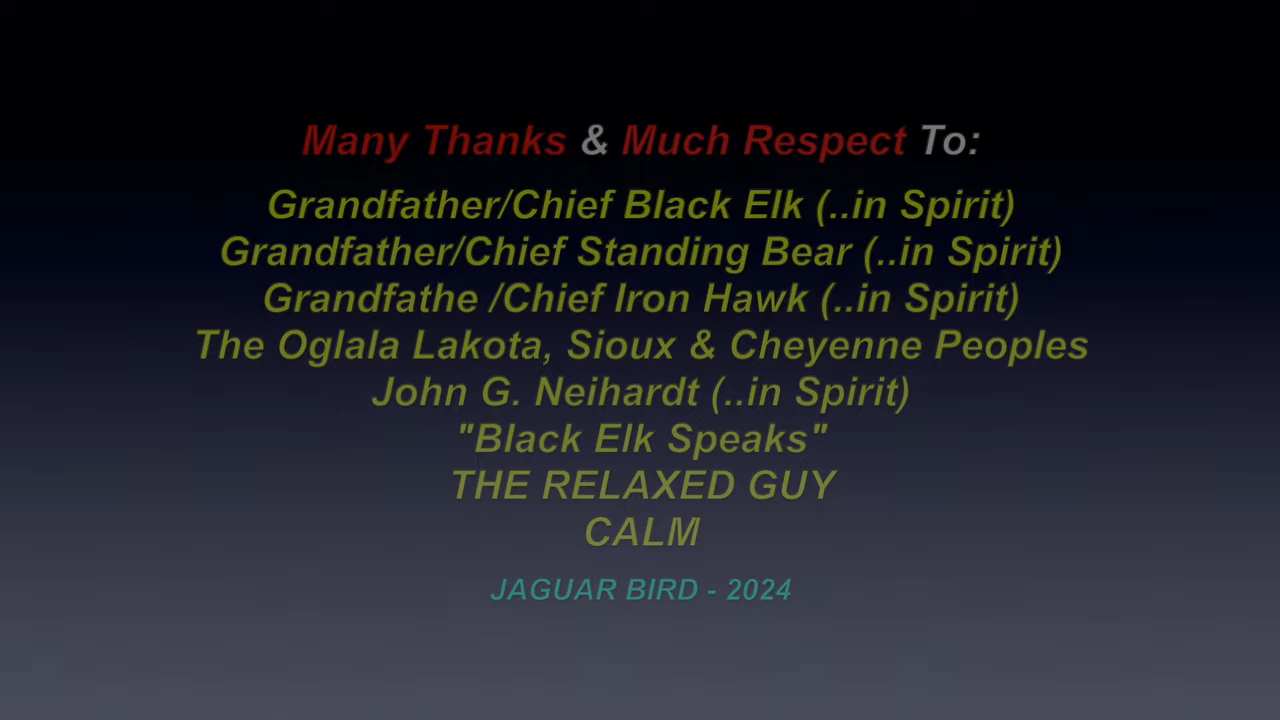 Many Thanks & Much Respect To:
Grandfather/Chief Black Elk (..in Spirit)
Grandfather/Chief Standing Bear (..in Spirit)
Grandfathe /Chief Iron Hawk (..in Spirit)
The Oglala Lakota, Sioux & Cheyenne Peoples
John G. Neihardt (..in Spirit)
"Black Elk Speaks"
THE RELAXED GUY
CALM
JAGUAR BIRD - 2024